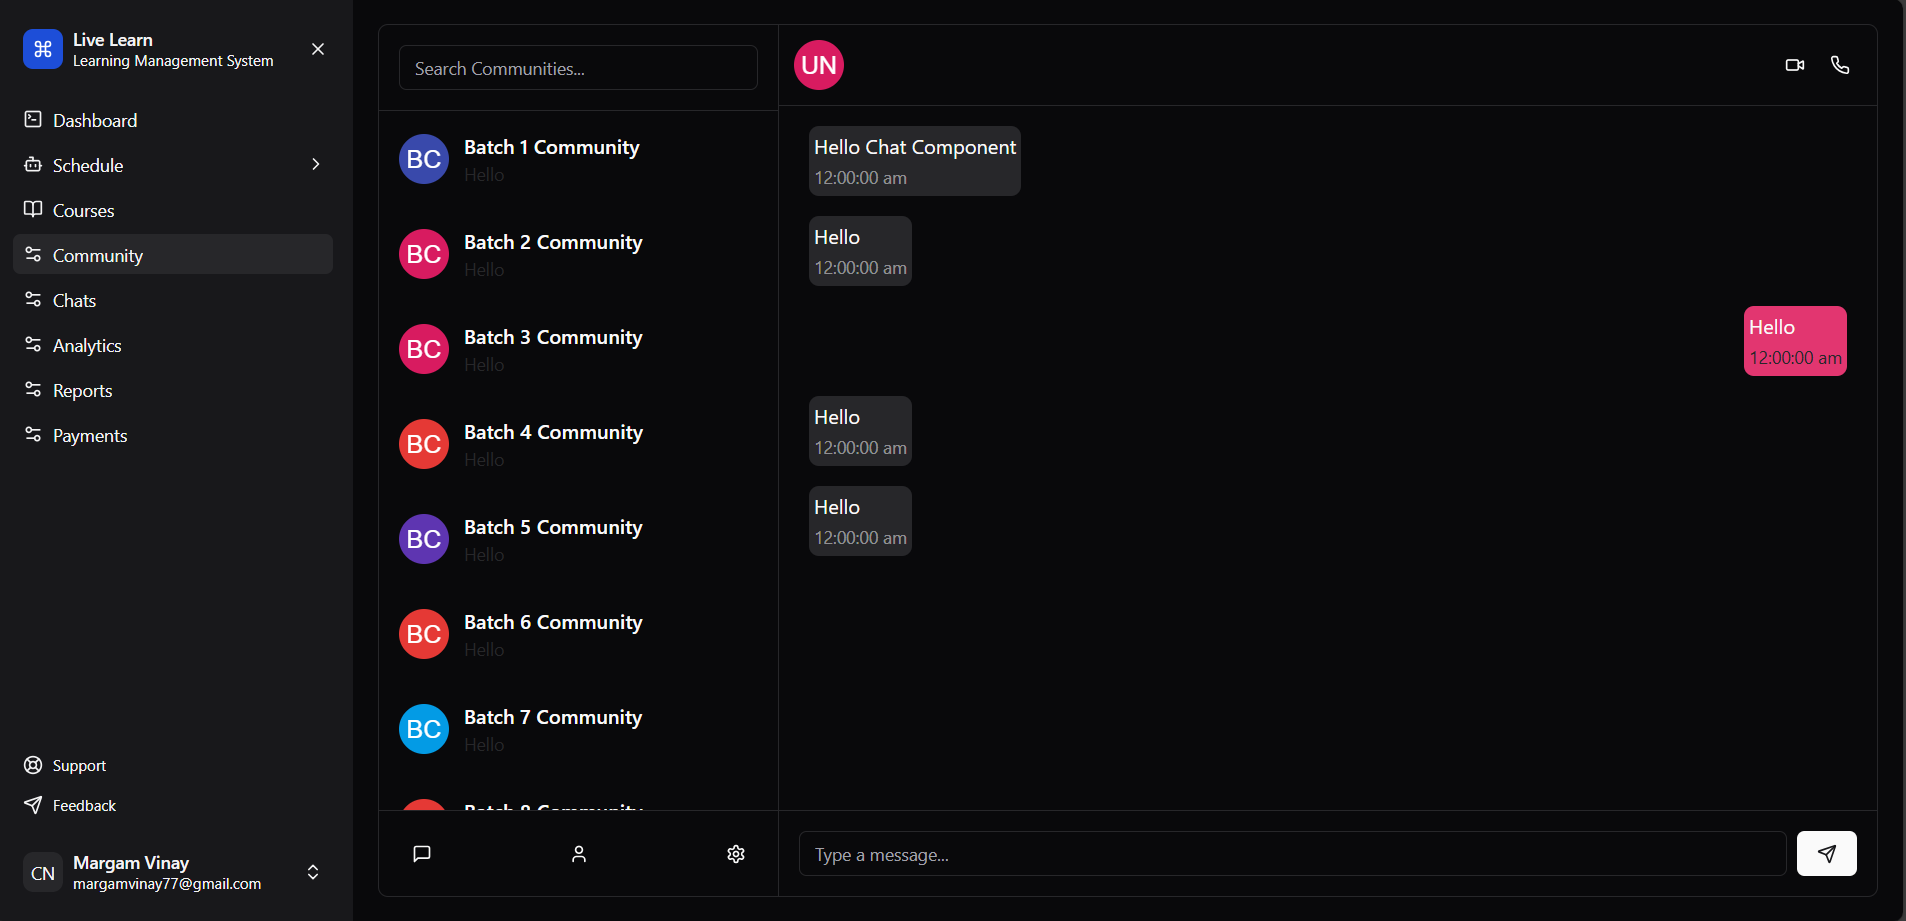 Live Learn
Learning Management System
Dashboard
Schedule
Courses
Community
Chats
Analytics
Reports
Payments
Support
Feedback
CN
Margam Vinay
margamvinay77@gmail.com
Search Communities...
BC
Batch 1 Community
Hello
BC
Batch 2 Community
Hello
BC
Batch 3 Community
Hello
BC
Batch 4 Community
Hello
BC
Batch 5 Community
Hello
BC
Batch 6 Community
Hello
BC
Batch 7 Community
Hello
Batch 8 Community
UN
Hello Chat Component
12:00:00 am
Hello
12:00:00 am
Hello
12:00:00 am
Hello
12:00:00 am
Hello
12:00:00 am
Type a message...